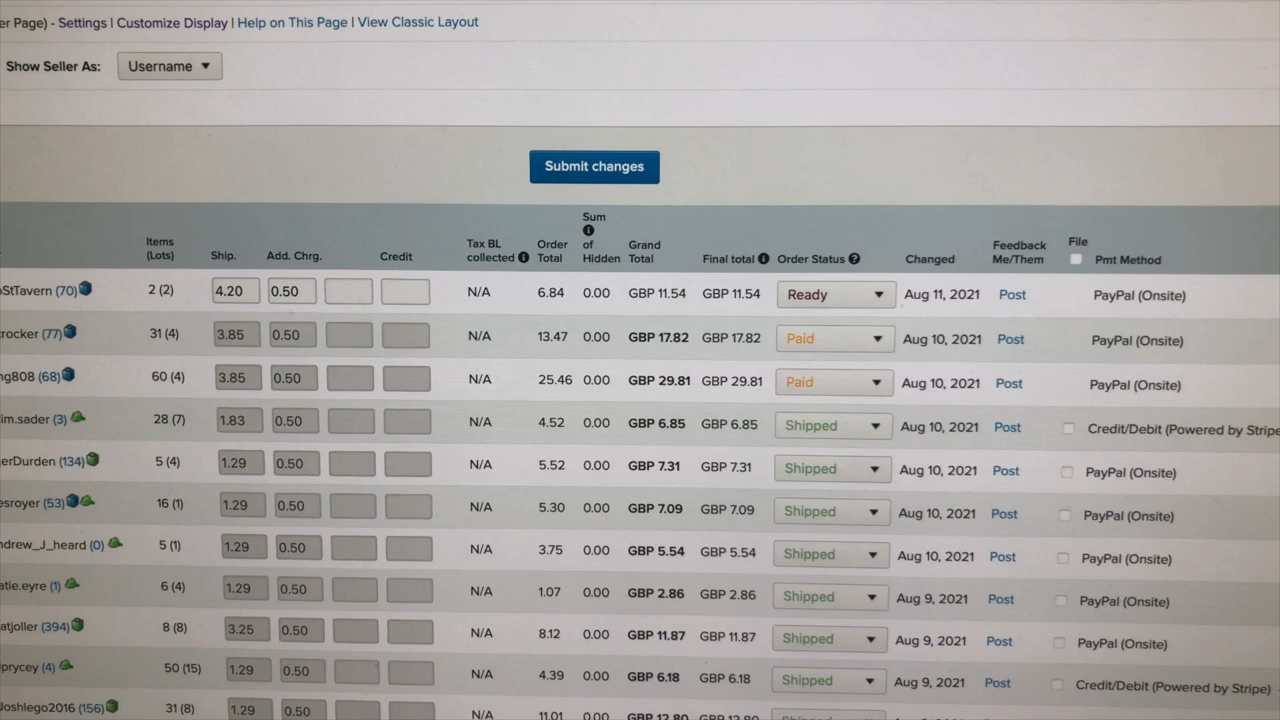 er Page) - Settings | Customize Display | Help on This Page | View Classic Layout
Show Seller As: Username
Submit changes
Items (Lots) Ship. Add. Chrg. Credit Tax BL collected Order Total Sum of Hidden Grand Total Final total Order Status Changed Feedback Me/Them File Pmt Method
StTavern (70) 2 (2) 4.20 0.50 N/A 6.84 0.00 GBP 11.54 GBP 11.54 Ready Aug 11, 2021 Post PayPal (Onsite)
rocker (77) 31 (4) 3.85 0.50 N/A 13.47 0.00 GBP 17.82 GBP 17.82 Paid Aug 10, 2021 Post PayPal (Onsite)
ng808 (68) 60 (4) 3.85 0.50 N/A 25.46 0.00 GBP 29.81 GBP 29.81 Paid Aug 10, 2021 Post PayPal (Onsite)
im.sader (3) 28 (7) 1.83 0.50 N/A 4.52 0.00 GBP 6.85 GBP 6.85 Shipped Aug 10, 2021 Post Credit/Debit (Powered by Stripe
erDurden (134) 5 (4) 1.29 0.50 N/A 5.52 0.00 GBP 7.31 GBP 7.31 Shipped Aug 10, 2021 Post PayPal (Onsite)
esroyer (53) 16 (1) 1.29 0.50 N/A 5.30 0.00 GBP 7.09 GBP 7.09 Shipped Aug 10, 2021 Post PayPal (Onsite)
ndrew_J_heard (0) 5 (1) 1.29 0.50 N/A 3.75 0.00 GBP 5.54 GBP 5.54 Shipped Aug 10, 2021 Post PayPal (Onsite)
atie.eyre (1) 6 (4) 1.29 0.50 N/A 1.07 0.00 GBP 2.86 GBP 2.86 Shipped Aug 9, 2021 Post PayPal (Onsite)
atjoller (394) 8 (8) 3.25 0.50 N/A 8.12 0.00 GBP 11.87 GBP 11.87 Shipped Aug 9, 2021 Post PayPal (Onsite)
prycey (4) 50 (15) 1.29 0.50 N/A 4.39 0.00 GBP 6.18 GBP 6.18 Shipped Aug 9, 2021 Post Credit/Debit (Powered by Stripe)
Joshlego2016 (156) 31 (8) 1.29 0.50 N/A 11.01 0.00 GBP 12.80 GBP 12.80